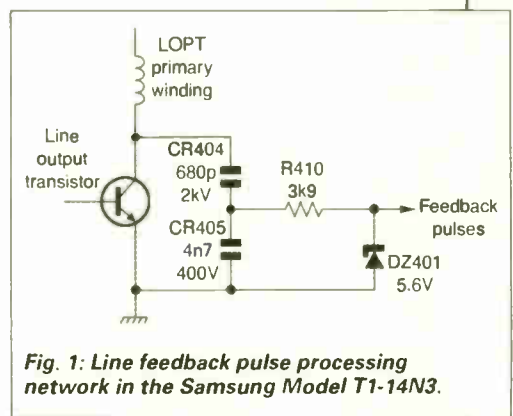 LOPT
primary
winding
Line
output
transistor
CR404
680p
2kV
R410
3k9
Feedback
pulses
CR405
4n7
400V
DZ401
5.6V
Fig. 1: Line feedback pulse processing
network in the Samsung Model T1-14N3.